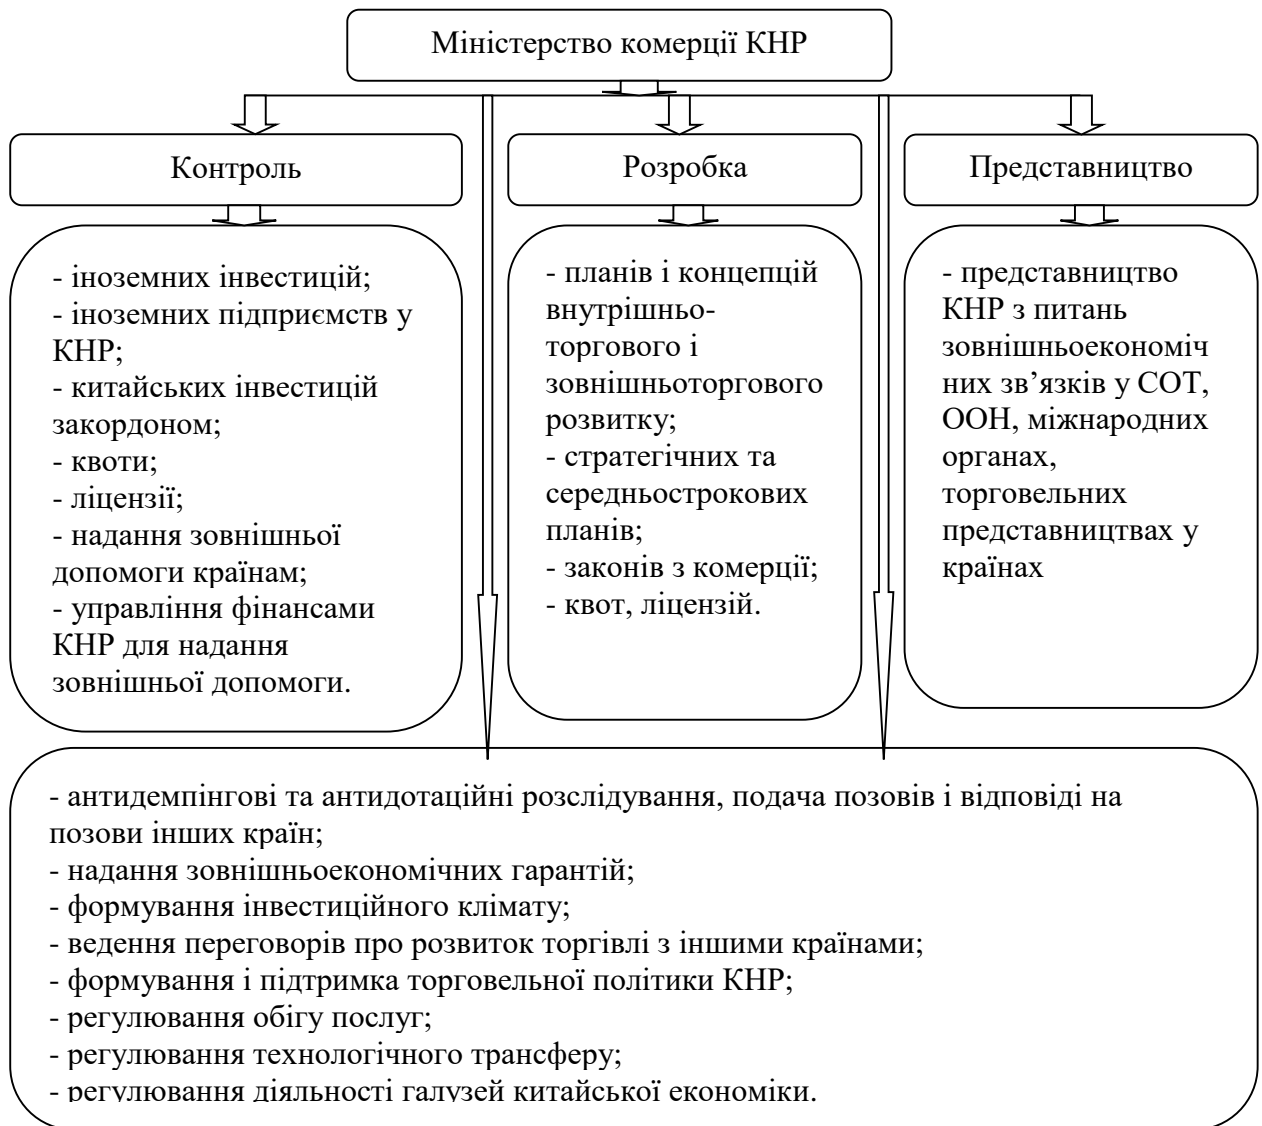 Міністерство комерції КНР
Контроль
Розробка
Представництво
- іноземних інвестицій;
- іноземних підприємств у
КНР;
- китайських інвестицій
закордоном;
- квоти;
- ліцензії;
- надання зовнішньої
допомоги країнам;
- управління фінансами
КНР для надання
зовнішньої допомоги.
- планів і концепцій
внутрішньо-
торгового і
зовнішньоторгового
розвитку;
- стратегічних та
середньострокових
планів;
- законів з комерції;
- квот, ліцензій.
- представництво
КНР з питань
зовнішньоекономіч
них зв’язків у СОТ,
ООН, міжнародних
органах,
торговельних
представництвах у
країнах
- антидемпінгові та антидотаційні розслідування, подача позовів і відповіді на
позови інших країн;
- надання зовнішньоекономічних гарантій;
- формування інвестиційного клімату;
- ведення переговорів про розвиток торгівлі з іншими країнами;
- формування і підтримка торговельної політики КНР;
- регулювання обігу послуг;
- регулювання технологічного трансферу;
- регулювання діяльності галузей китайської економіки.